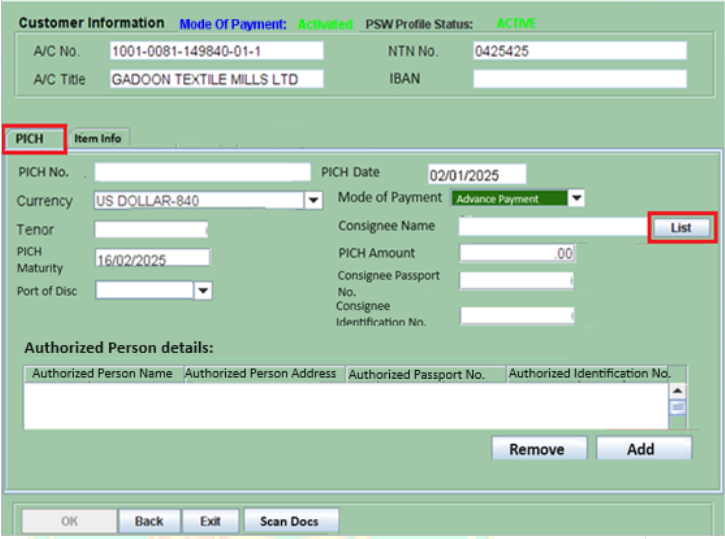 Customer Information Mode Of Payment: Activated PSW Profile Status: ACTIVE
A/C No. 1001-0081-149840-01-1 NTN No. 0425425
A/C Title GADOON TEXTILE MILLS LTD IBAN
PICH Item Info
PICH No. PICH Date 02/01/2025
Currency US DOLLAR-840 Mode of Payment Advance Payment
Tenor Consignee Name List
PICH Maturity 16/02/2025 PICH Amount .00
Port of Disc Consignee Passport No.
Consignee Identification No.
Authorized Person details:
Authorized Person Name Authorized Person Address Authorized Passport No. Authorized Identification No.
Remove Add
OK Back Exit Scan Docs